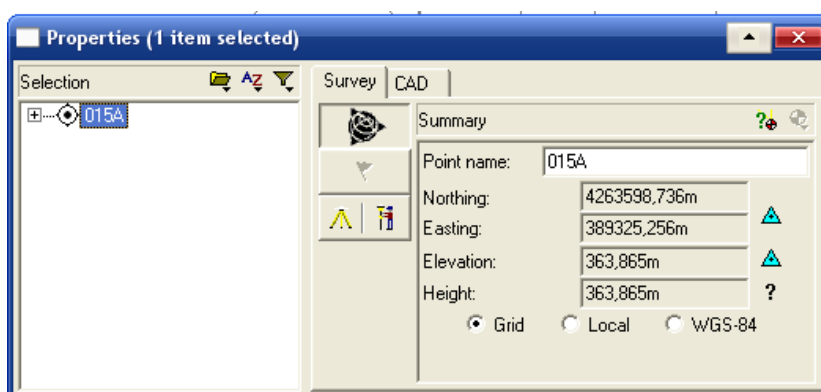 Properties (1 item selected)
Selection
AZ
015A
Survey CAD
Summary
?
Point name: 015A
Northing: 4263598,736m
Easting: 389325,256m
Elevation: 363,865m
Height: 363,865m ?
Grid Local WGS-84